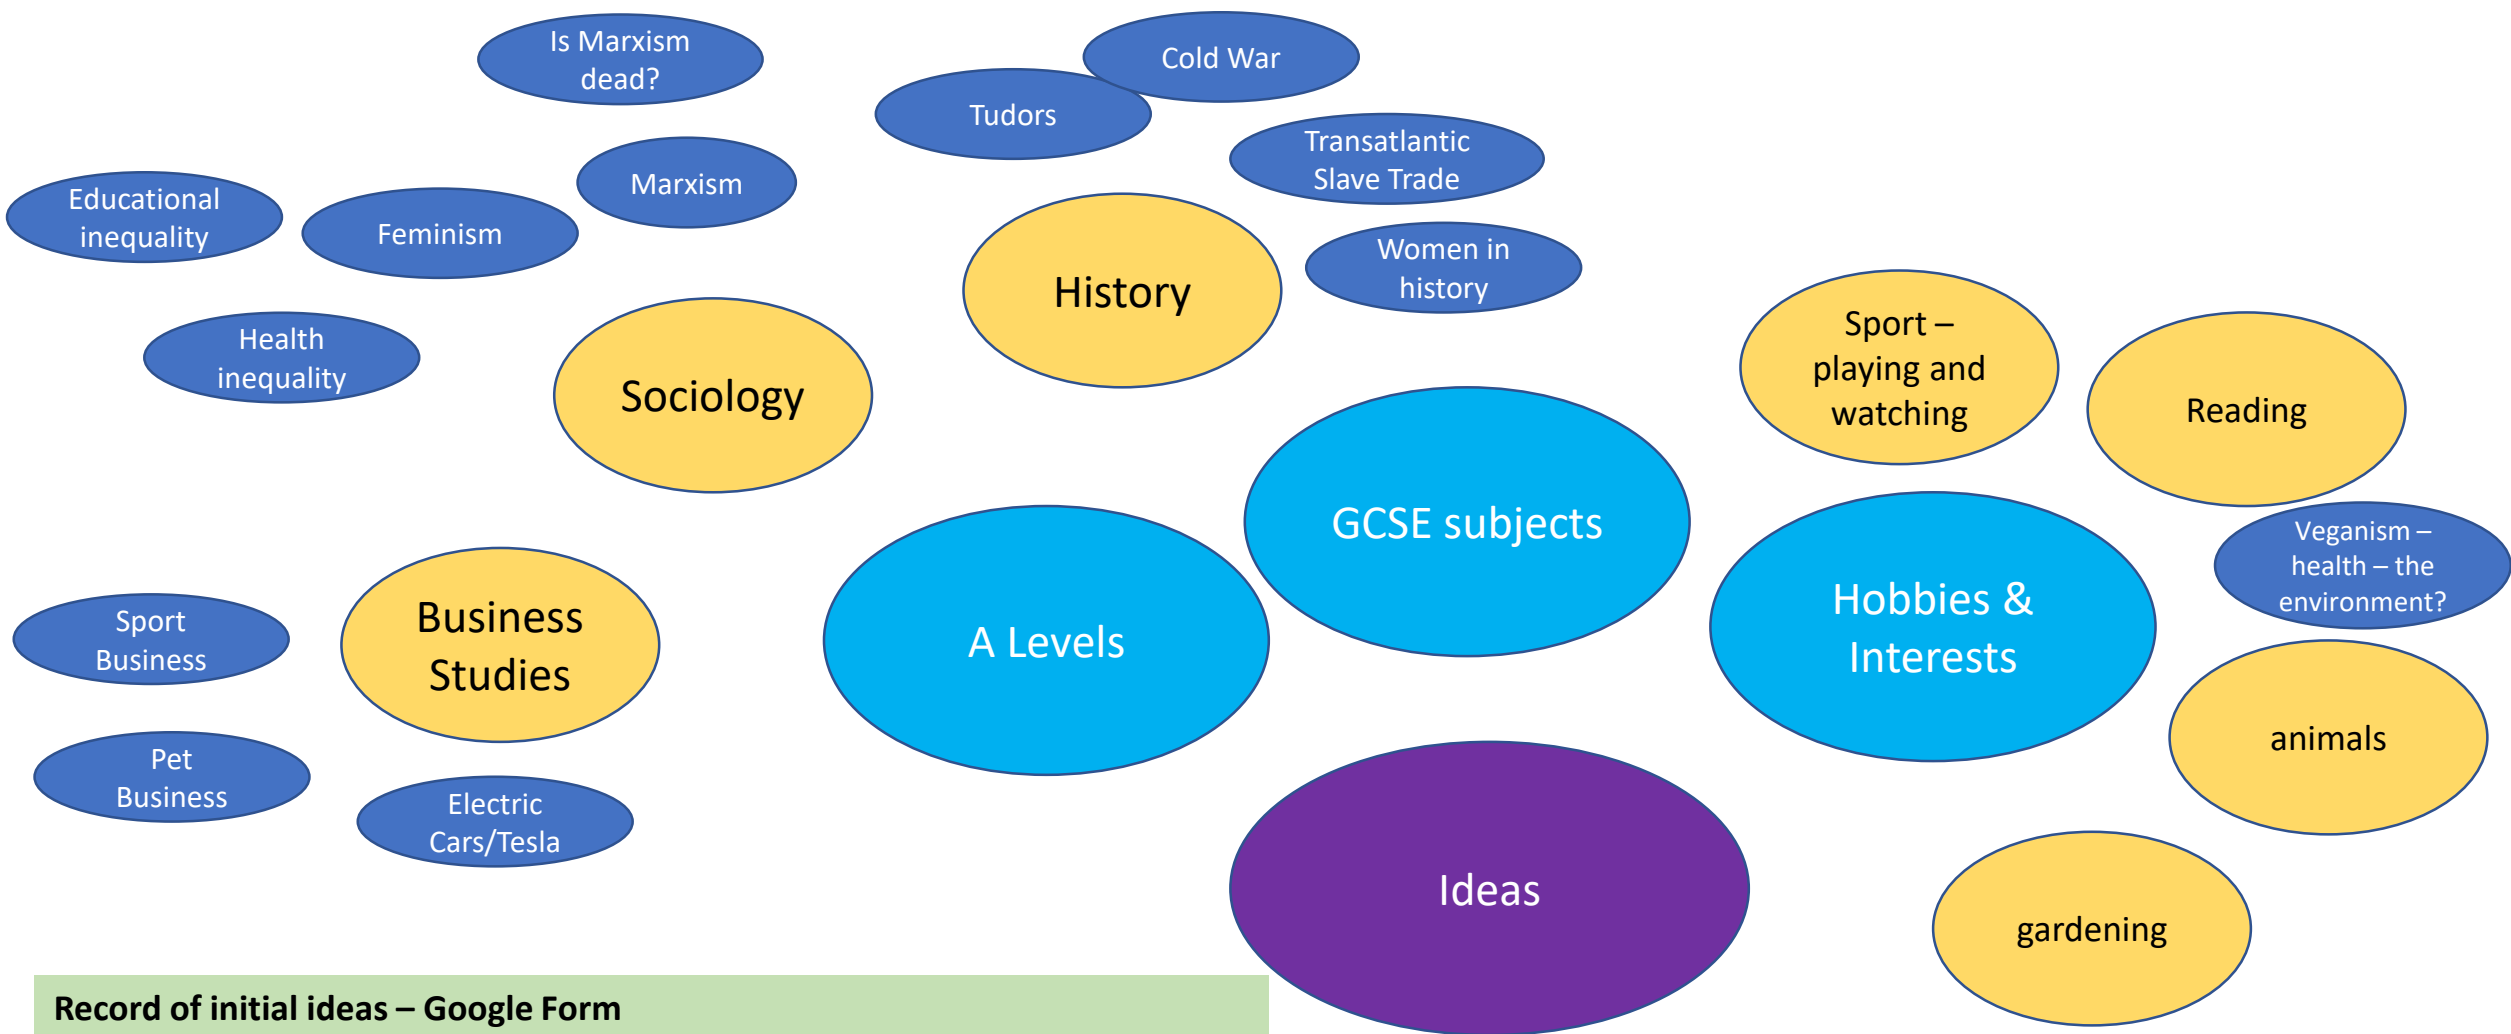 Is Marxism
dead?
Cold War
Tudors
Transatlantic
Slave Trade
Marxism
Educational
inequality
Feminism
Women in
history
History
Health
inequality
Sociology
Sport –
playing and
watching
Reading
GCSE subjects
Veganism –
health – the
environment?
Hobbies &
Interests
A Levels
Business
Studies
Sport
Business
animals
Pet
Business
Electric
Cars/Tesla
Ideas
gardening
Record of initial ideas – Google Form